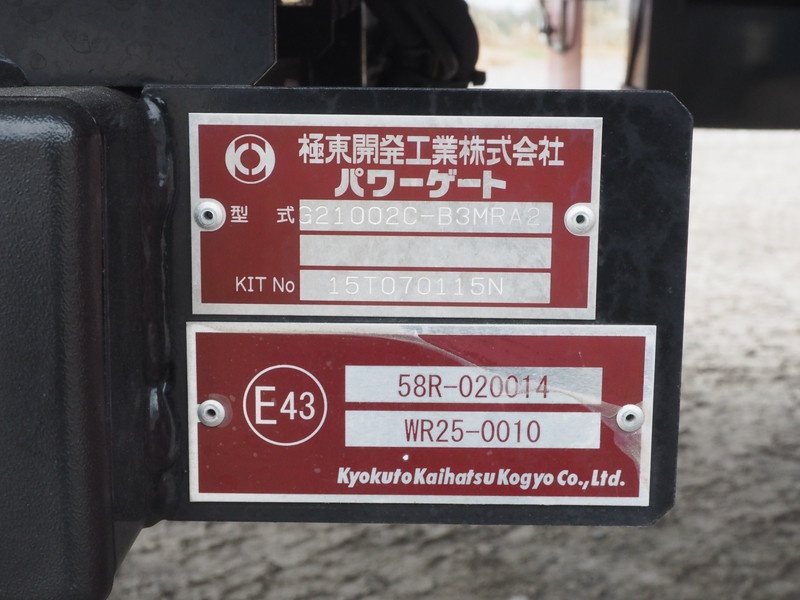 極東開発工業株式会社
パワーゲート
型 式 G21002C-B3MRA2
KIT No 15T070115N
E43
58R-020014
WR25-0010
Kyokuto Kaihatsu Kogyo Co., Ltd.